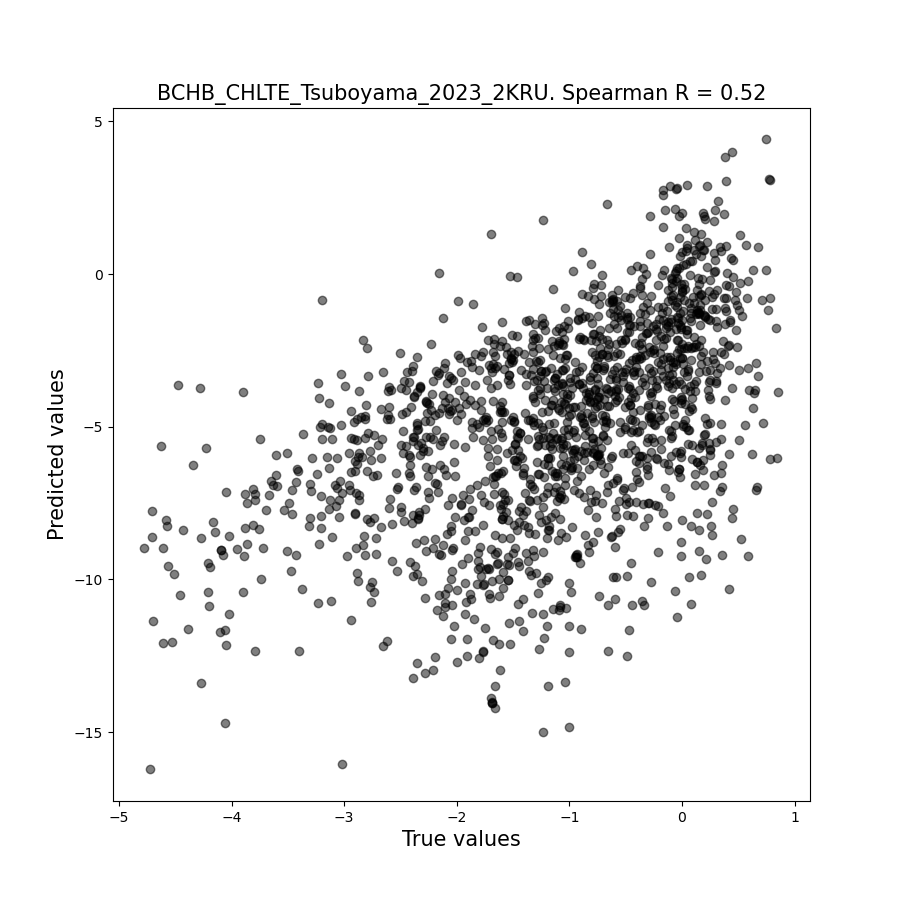 BCHB_CHLTE_Tsuboyama_2023_2KRU. Spearman R = 0.52
5
0
−5
−10
−15
Predicted values
−5 −4 −3 −2 −1 0 1
True values